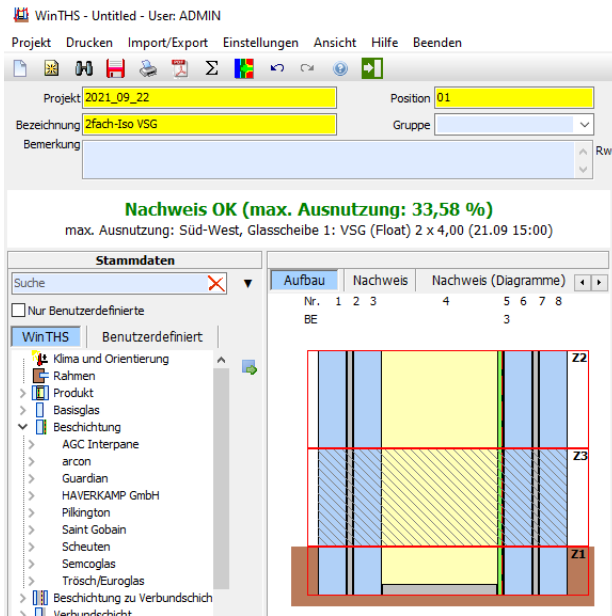 WinTHS - Untitled - User: ADMIN
Projekt Drucken Import/Export Einstellungen Ansicht Hilfe Beenden
Projekt 2021_09_22 Position 01
Bezeichnung 2fach-Iso VSG Gruppe
Bemerkung
Rw
Nachweis OK (max. Ausnutzung: 33,58 %)
max. Ausnutzung: Süd-West, Glasscheibe 1: VSG (Float) 2 x 4,00 (21.09 15:00)
Stammdaten
Suche
Nur Benutzerdefinierte
WinTHS Benutzerdefiniert
Klima und Orientierung
Rahmen
Produkt
Basisglas
Beschichtung
AGC Interpane
arcon
Guardian
HAVERKAMP GmbH
Pilkington
Saint Gobain
Scheuten
Semcoglas
Trösch/Euroglas
Beschichtung zu Verbundschich
Verbundschicht
Aufbau Nachweis Nachweis (Diagramme)
Nr. 1 2 3 4 5 6 7 8
BE 3
Z2
Z3
Z1